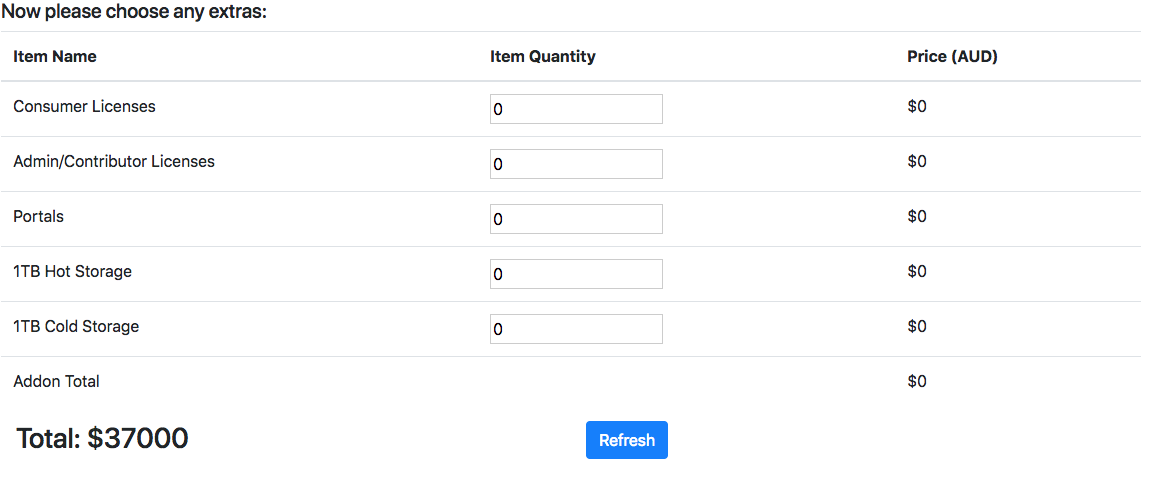 Now please choose any extras:
Item Name Item Quantity Price (AUD)
Consumer Licenses 0 $0
Admin/Contributor Licenses 0 $0
Portals 0 $0
1TB Hot Storage 0 $0
1TB Cold Storage 0 $0
Addon Total $0
Total: $37000 Refresh